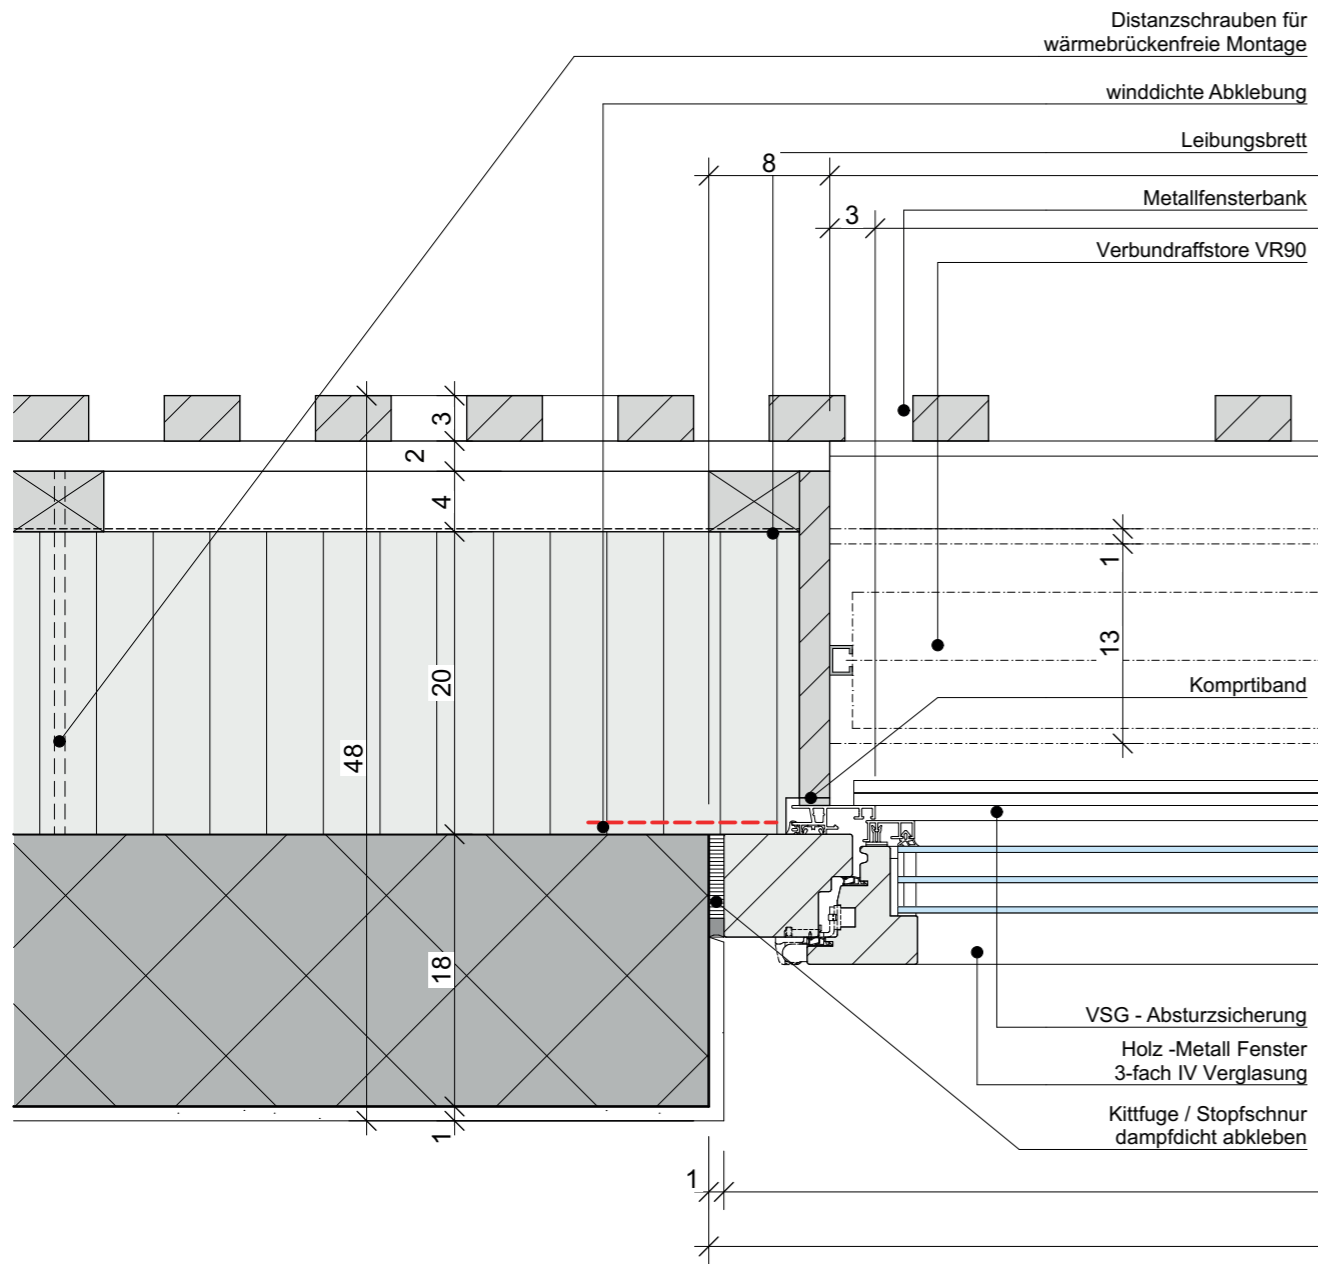 Distanzschrauben für
wärmebrückenfreie Montage
winddichte Abklebung
Leibungsbrett
8
Metallfensterbank
3
Verbundraffstore VR90
3
2
4
1
13
20
Komprtiband
48
18
VSG - Absturzsicherung
Holz -Metall Fenster
3-fach IV Verglasung
Kittfuge / Stopfschnur
dampfdicht abkleben
1
1